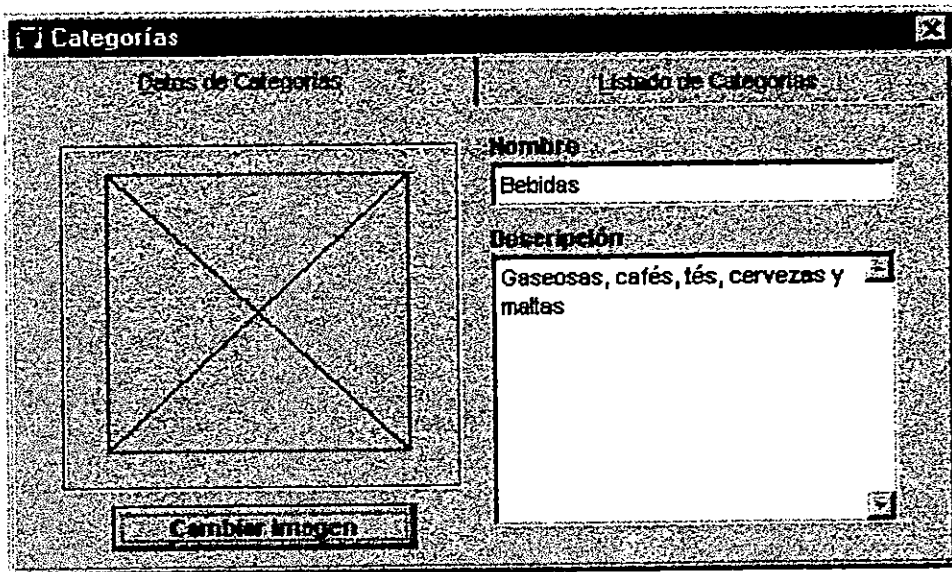 Categorías
Datos de Categorías
Listado de Categorías
Nombre
Bebidas
Descripción
Gaseosas, cafés, tés, cervezas y
maltas
Cambiar imagen